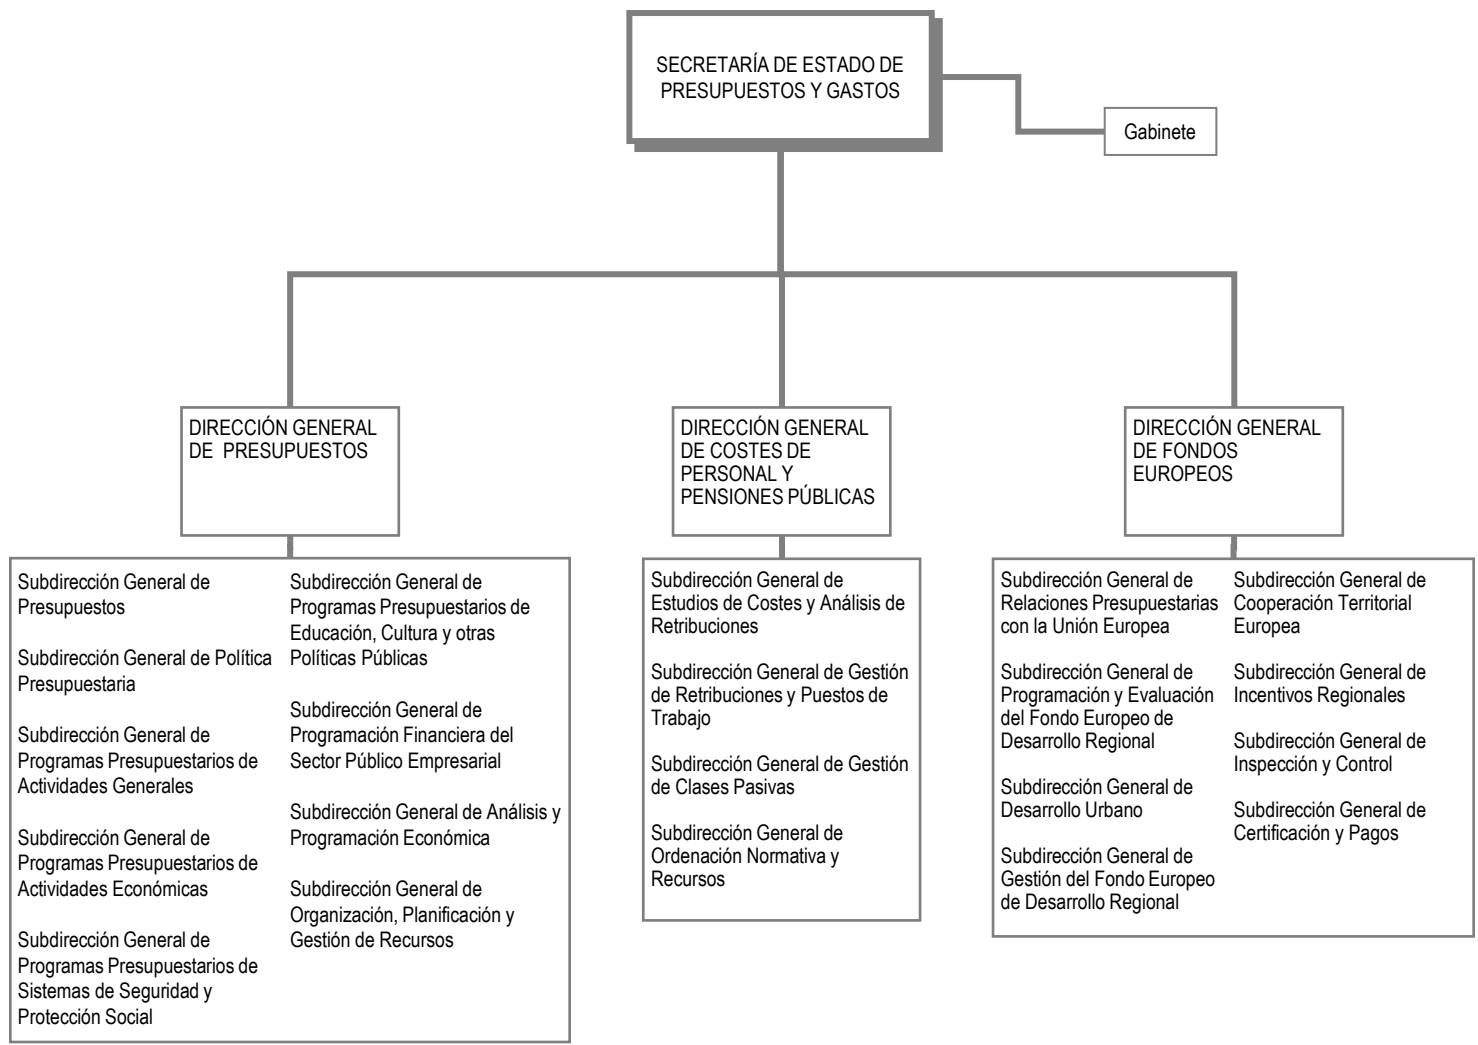 SECRETARÍA DE ESTADO DE
PRESUPUESTOS Y GASTOS
Gabinete
DIRECCIÓN GENERAL
DE PRESUPUESTOS
DIRECCIÓN GENERAL
DE COSTES DE
PERSONAL Y
PENSIONES PÚBLICAS
DIRECCIÓN GENERAL
DE FONDOS
EUROPEOS
Subdirección General de
Presupuestos
Subdirección General de Política
Presupuestaria
Subdirección General de
Programas Presupuestarios de
Actividades Generales
Subdirección General de
Programas Presupuestarios de
Actividades Económicas
Subdirección General de
Programas Presupuestarios de
Sistemas de Seguridad y
Protección Social
Subdirección General de
Programas Presupuestarios de
Educación, Cultura y otras
Políticas Públicas
Subdirección General de
Programación Financiera del
Sector Público Empresarial
Subdirección General de Análisis y
Programación Económica
Subdirección General de
Organización, Planificación y
Gestión de Recursos
Subdirección General de
Estudios de Costes y Análisis de
Retribuciones
Subdirección General de Gestión
de Retribuciones y Puestos de
Trabajo
Subdirección General de Gestión
de Clases Pasivas
Subdirección General de
Ordenación Normativa y
Recursos
Subdirección General de
Relaciones Presupuestarias
con la Unión Europea
Subdirección General de
Programación y Evaluación
del Fondo Europeo de
Desarrollo Regional
Subdirección General de
Desarrollo Urbano
Subdirección General de
Gestión del Fondo Europeo
de Desarrollo Regional
Subdirección General de
Cooperación Territorial
Europea
Subdirección General de
Incentivos Regionales
Subdirección General de
Inspección y Control
Subdirección General de
Certificación y Pagos